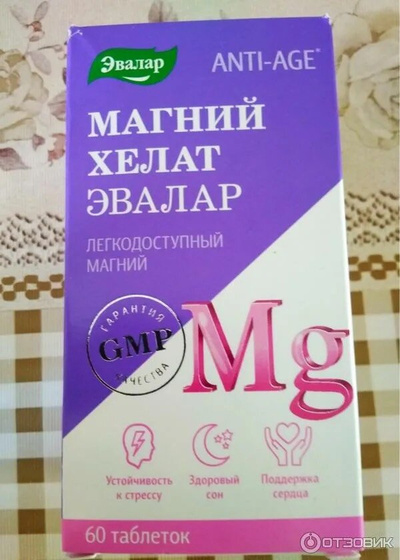 Эвалар
ANTI-AGE®
МАГНИЙ
ХЕЛАТ
ЭВАЛАР
ЛЕГКОДОСТУПНЫЙ
МАГНИЙ
ГАРАНТИЯ
GMP
КАЧЕСТВА
Mg
Устойчивость
к стрессу
Здоровый
сон
Поддержка
сердца
60 таблеток
ОТЗОВИК